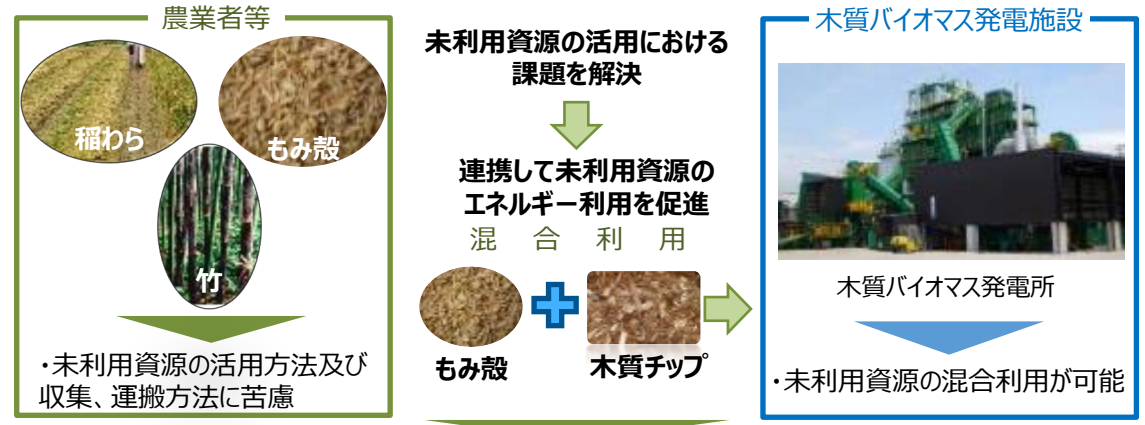 農業者等
稲わら
もみ殻
竹
・未利用資源の活用方法及び
収集、運搬方法に苦慮
未利用資源の活用における
課題を解決
連携して未利用資源の
エネルギー利用を促進
混合利用
もみ殻
木質チップ
木質バイオマス発電施設
木質バイオマス発電所
・未利用資源の混合利用が可能